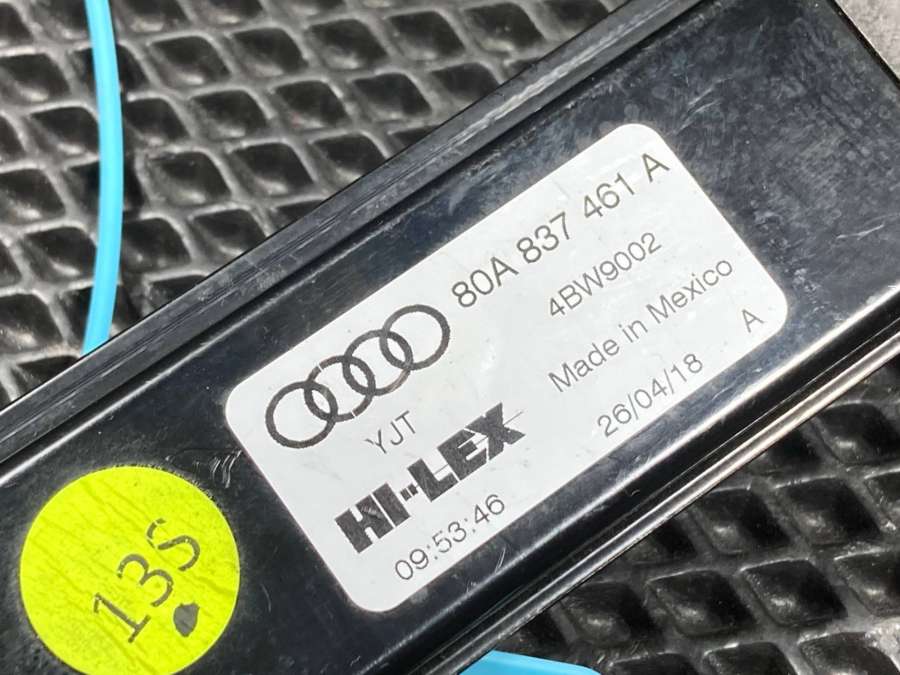 80A 837 461 A
4BW9002
YJT
Made in Mexico
HI-LEX
26/04/18
A
09:53:46
13S